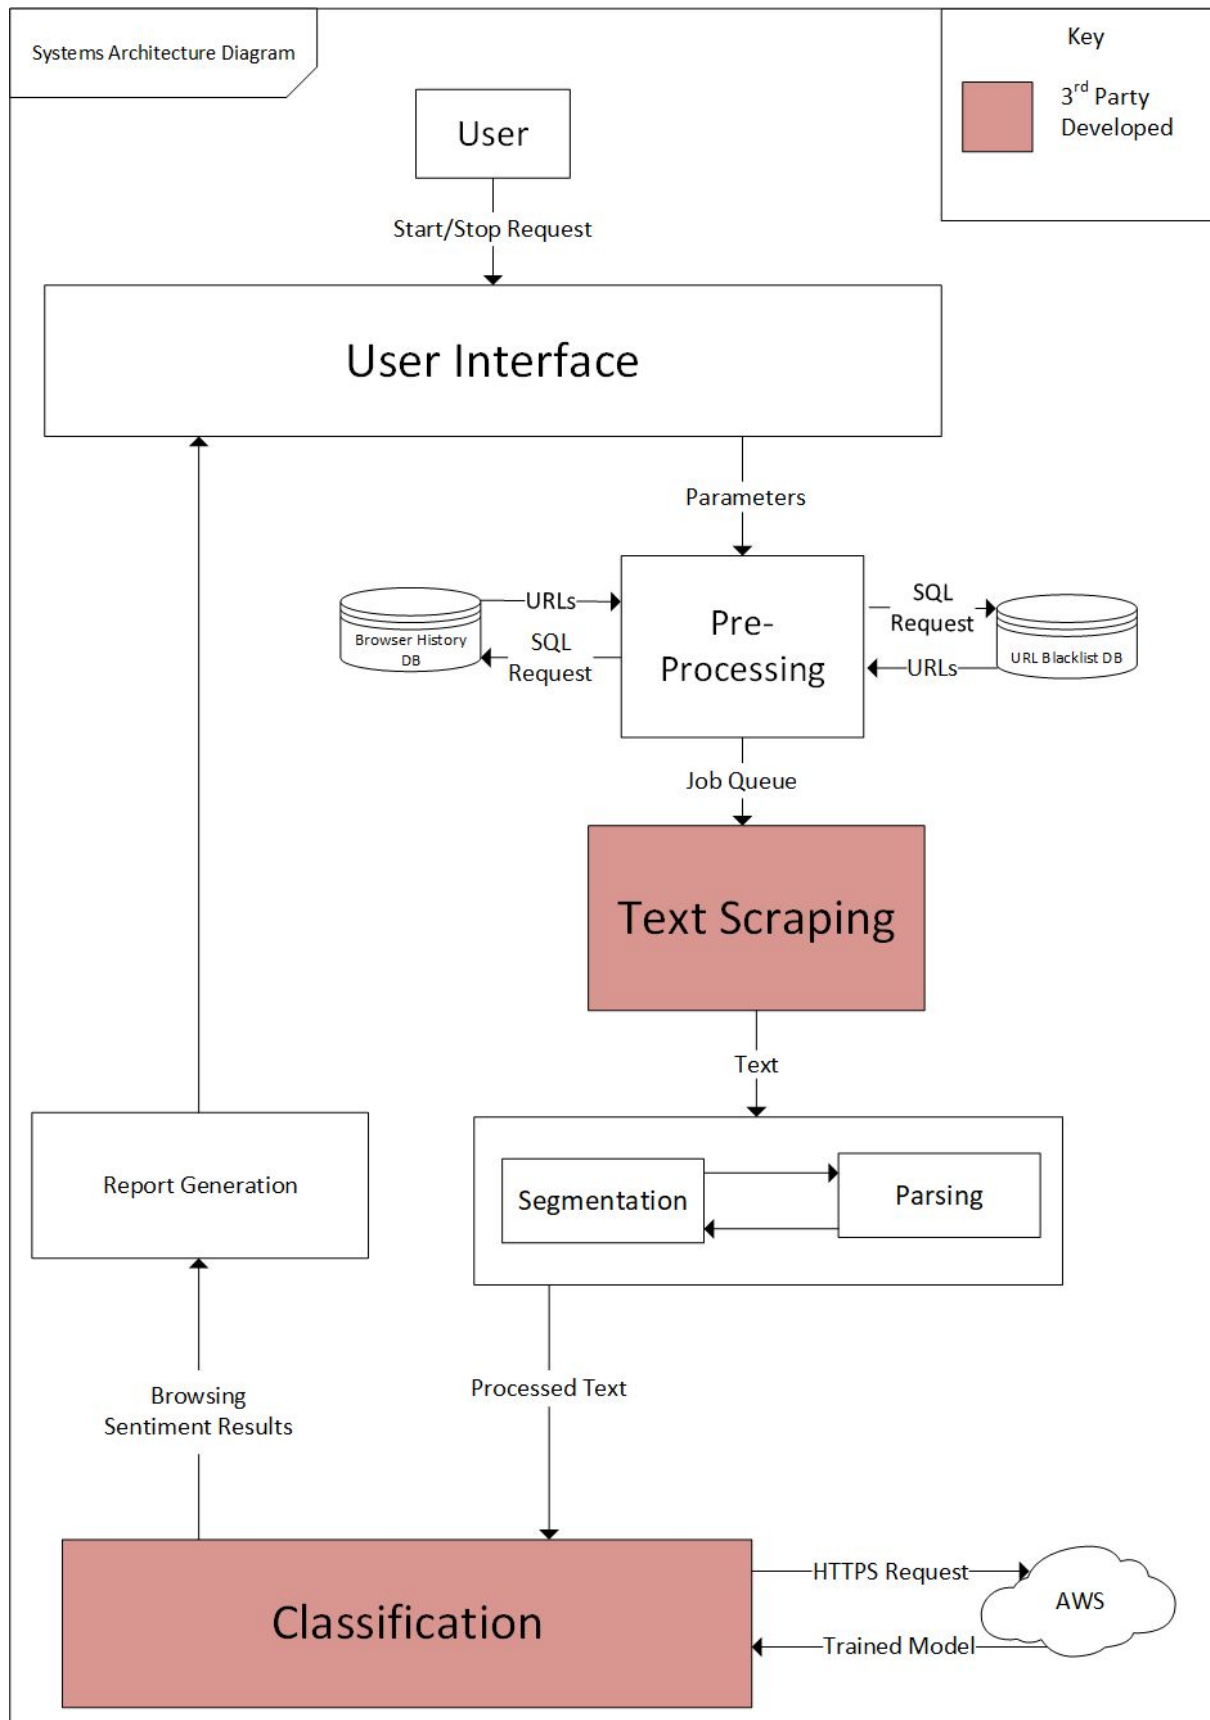 Systems Architecture Diagram
Key
3rd Party
Developed
User
Start/Stop Request
User Interface
Parameters
Browser History
DB
URLs
SQL
Request
Pre-
Processing
SQL
Request
URLs
URL Blacklist DB
Job Queue
Text Scraping
Text
Segmentation
Parsing
Report Generation
Processed Text
Browsing
Sentiment Results
Classification
HTTPS Request
Trained Model
AWS